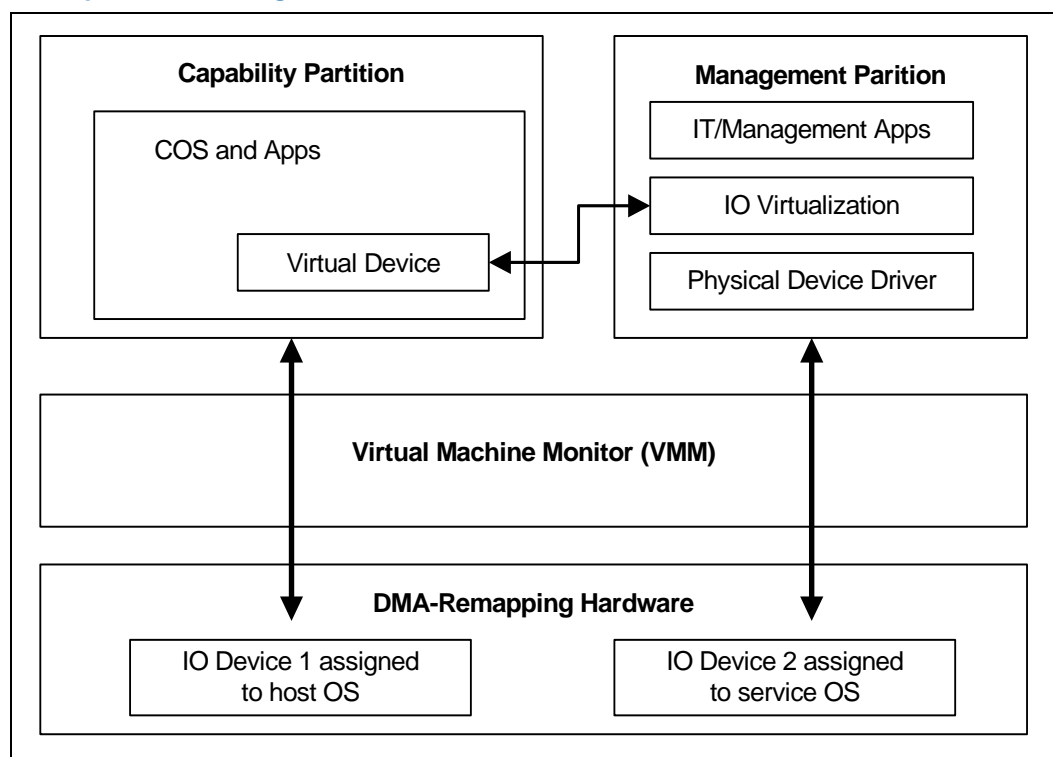 Capability Partition
COS and Apps
Virtual Device
Management Parition
IT/Management Apps
IO Virtualization
Physical Device Driver
Virtual Machine Monitor (VMM)
DMA-Remapping Hardware
IO Device 1 assigned
to host OS
IO Device 2 assigned
to service OS